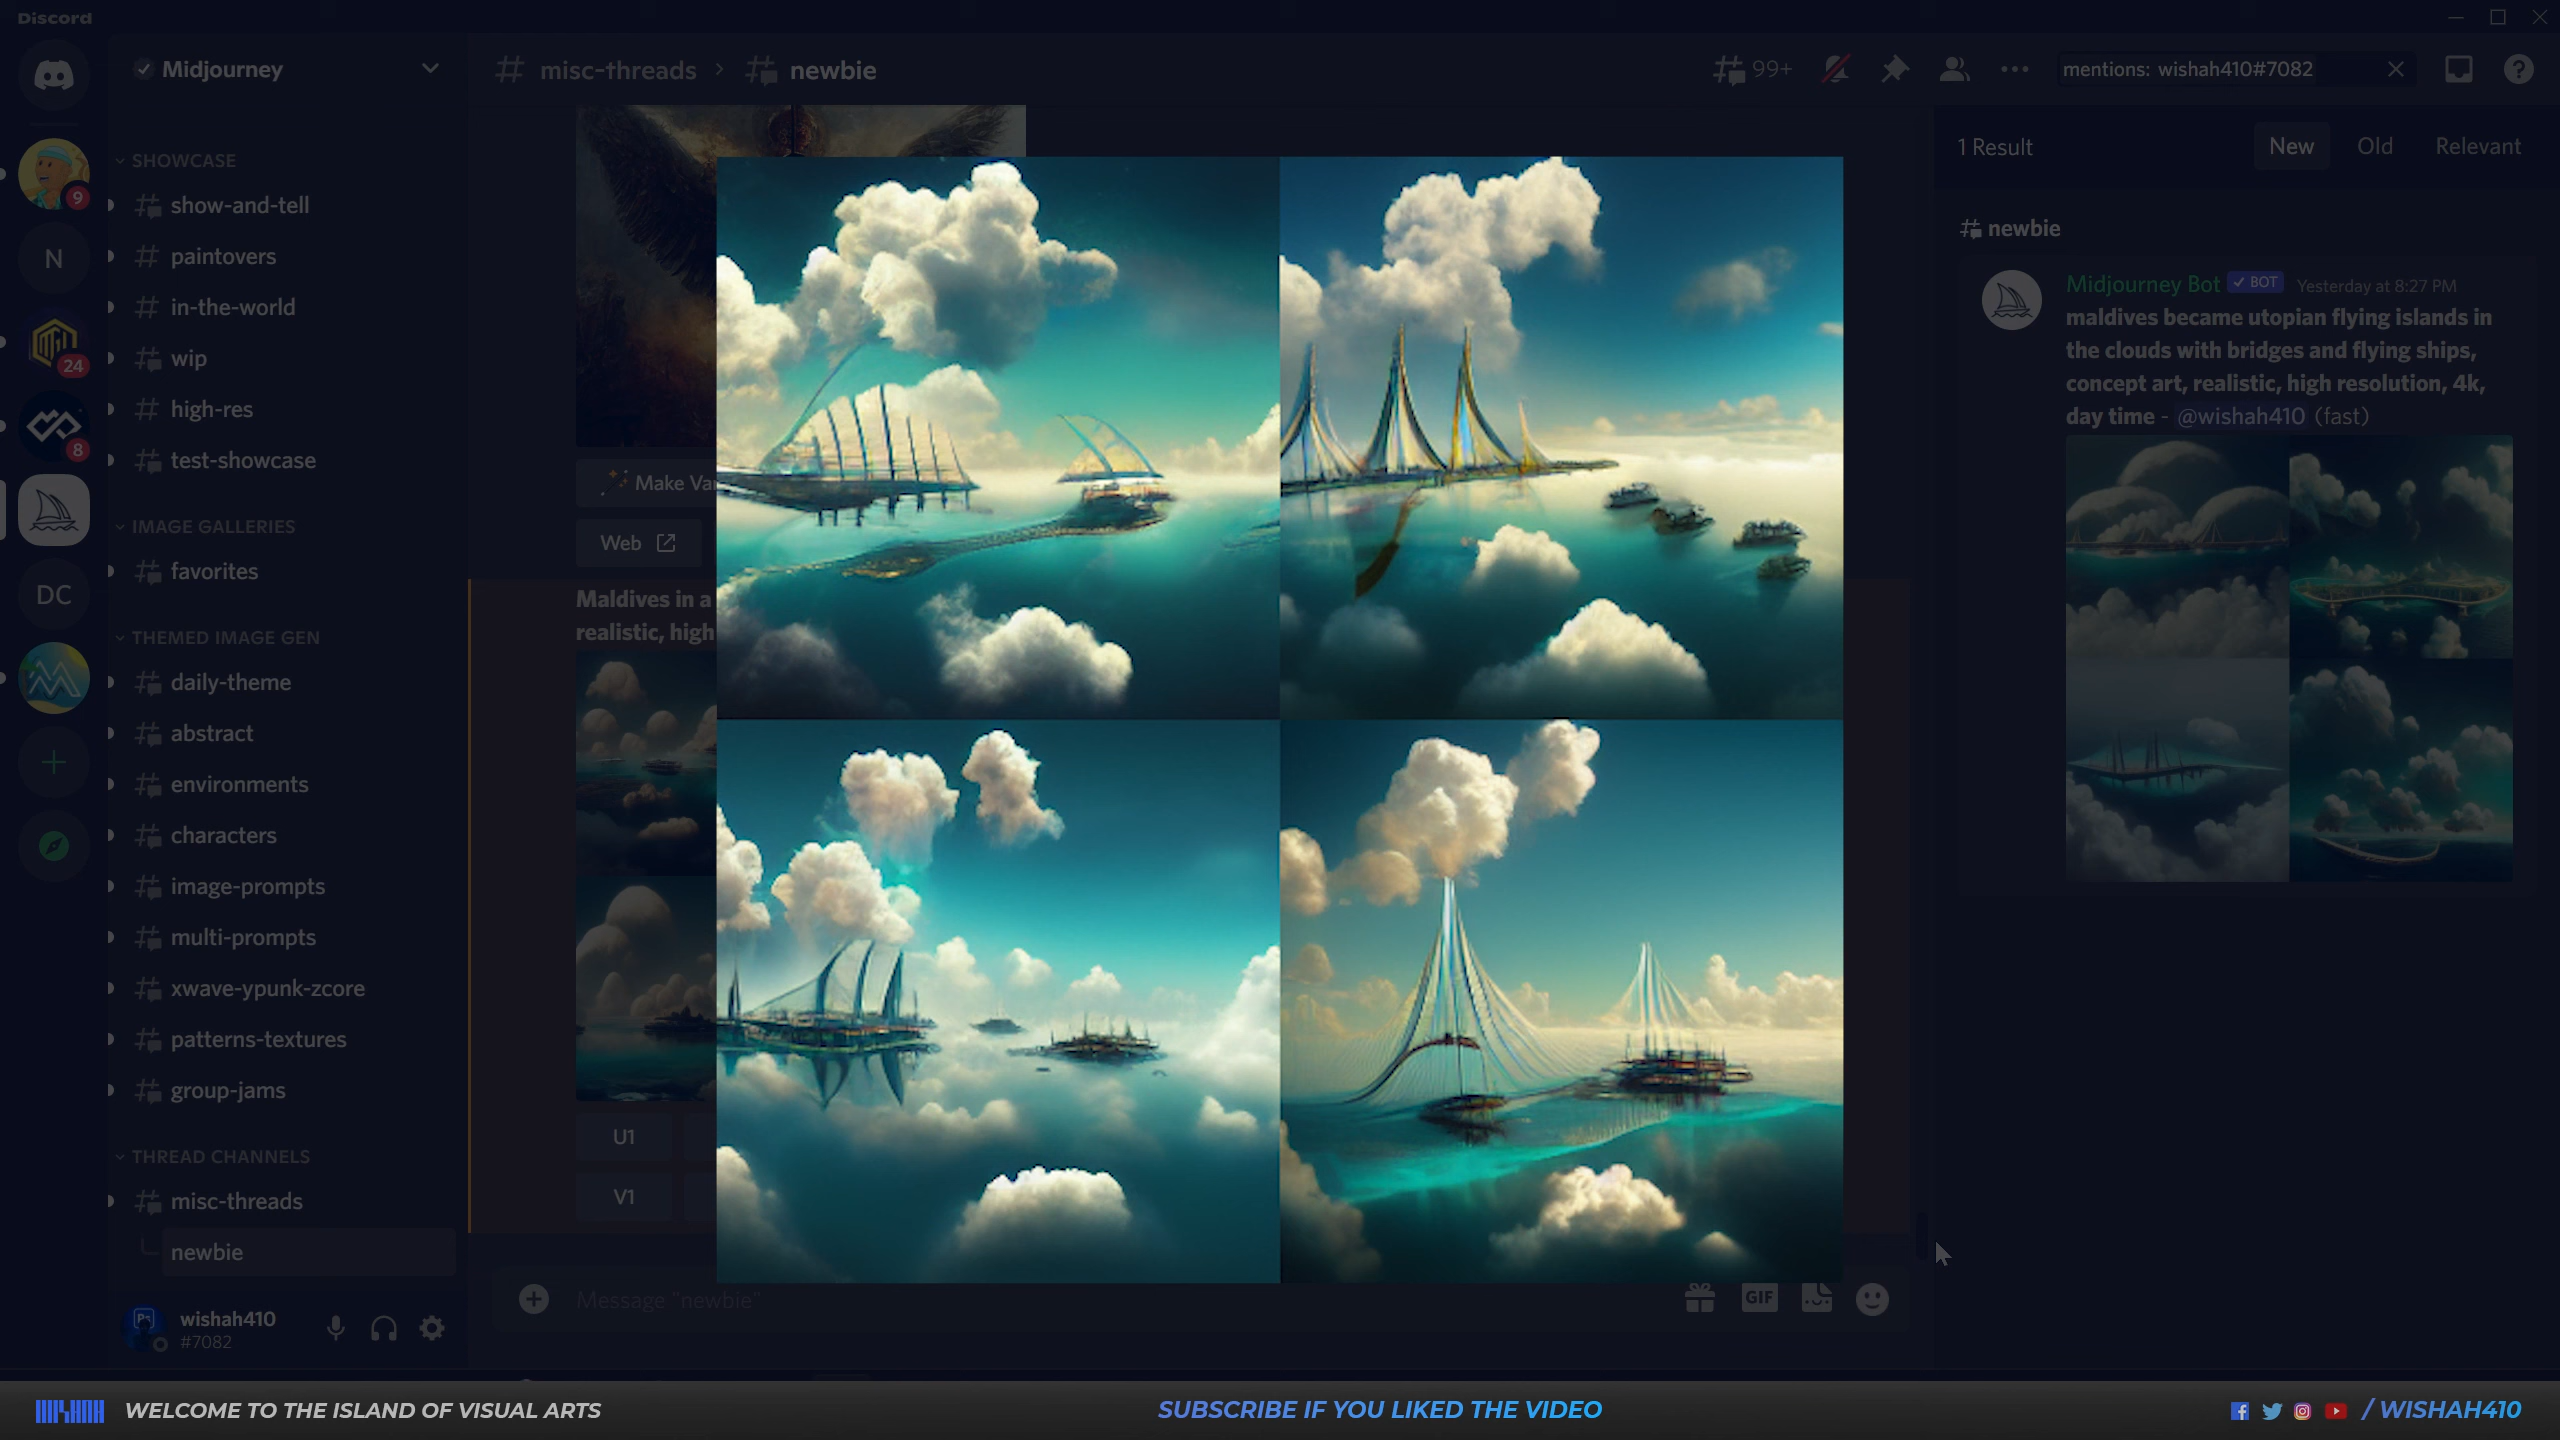 Discord
Midjourney
misc-threads
newbie
99+
mentions: wishah410#7082
1 Result
New
Old
Relevant
SHOWCASE
show-and-tell
paintovers
in-the-world
wip
high-res
test-showcase
IMAGE GALLERIES
favorites
THEMED IMAGE GEN
daily-theme
abstract
environments
characters
image-prompts
multi-prompts
xwave-ypunk-zcore
patterns-textures
group-jams
THREAD CHANNELS
misc-threads
newbie
9
N
24
8
DC
wishah410
#7082
Make Va
Web
Maldives in a
realistic, high
U1
V1
Message "newbie"
GIF
newbie
Midjourney Bot BOT Yesterday at 8:27 PM
maldives became utopian flying islands in
the clouds with bridges and flying ships,
concept art, realistic, high resolution, 4k,
day time - @wishah410 (fast)
WELCOME TO THE ISLAND OF VISUAL ARTS
SUBSCRIBE IF YOU LIKED THE VIDEO
/ WISHAH410